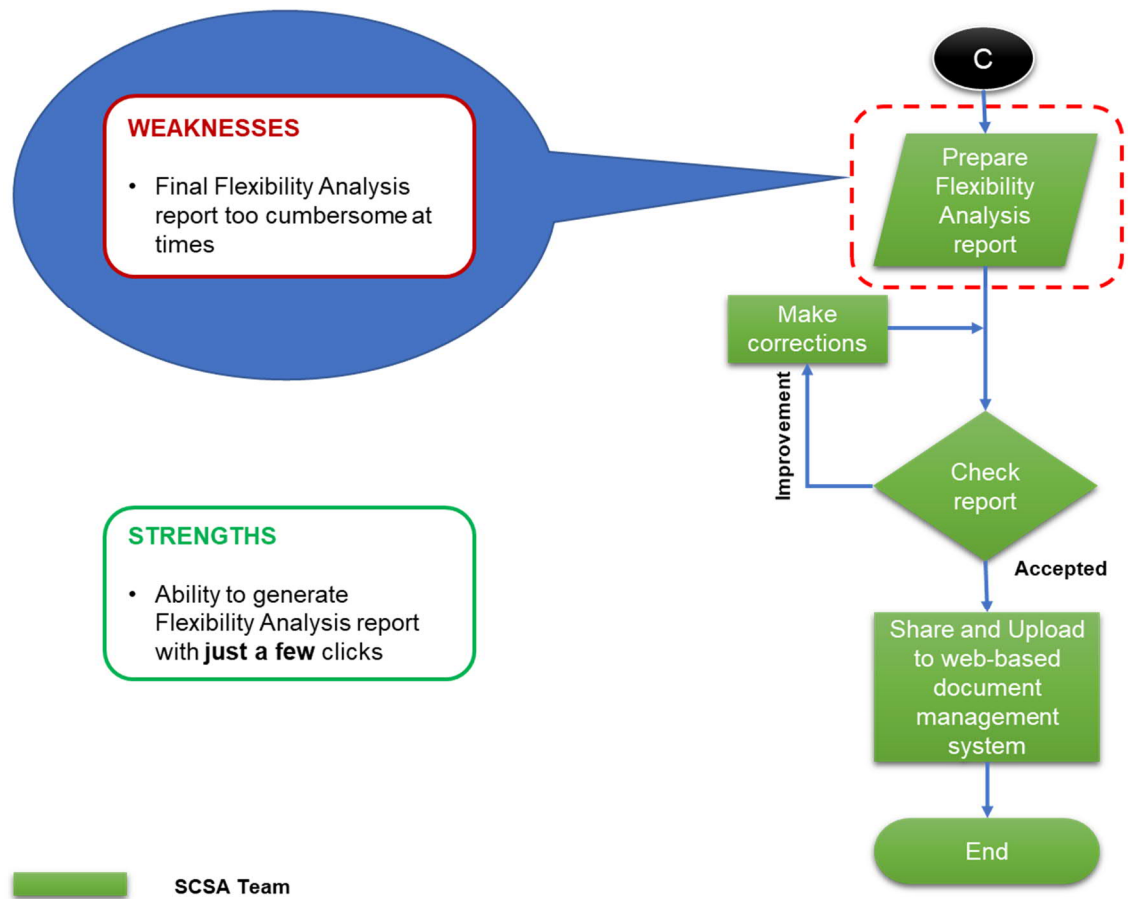 WEAKNESSES
• Final Flexibility Analysis
report too cumbersome at
times
STRENGTHS
• Ability to generate
Flexibility Analysis report
with just a few clicks
C
Prepare
Flexibility
Analysis
report
Make
corrections
Improvement
Check
report
Accepted
Share and Upload
to web-based
document
management
system
End
SCSA Team